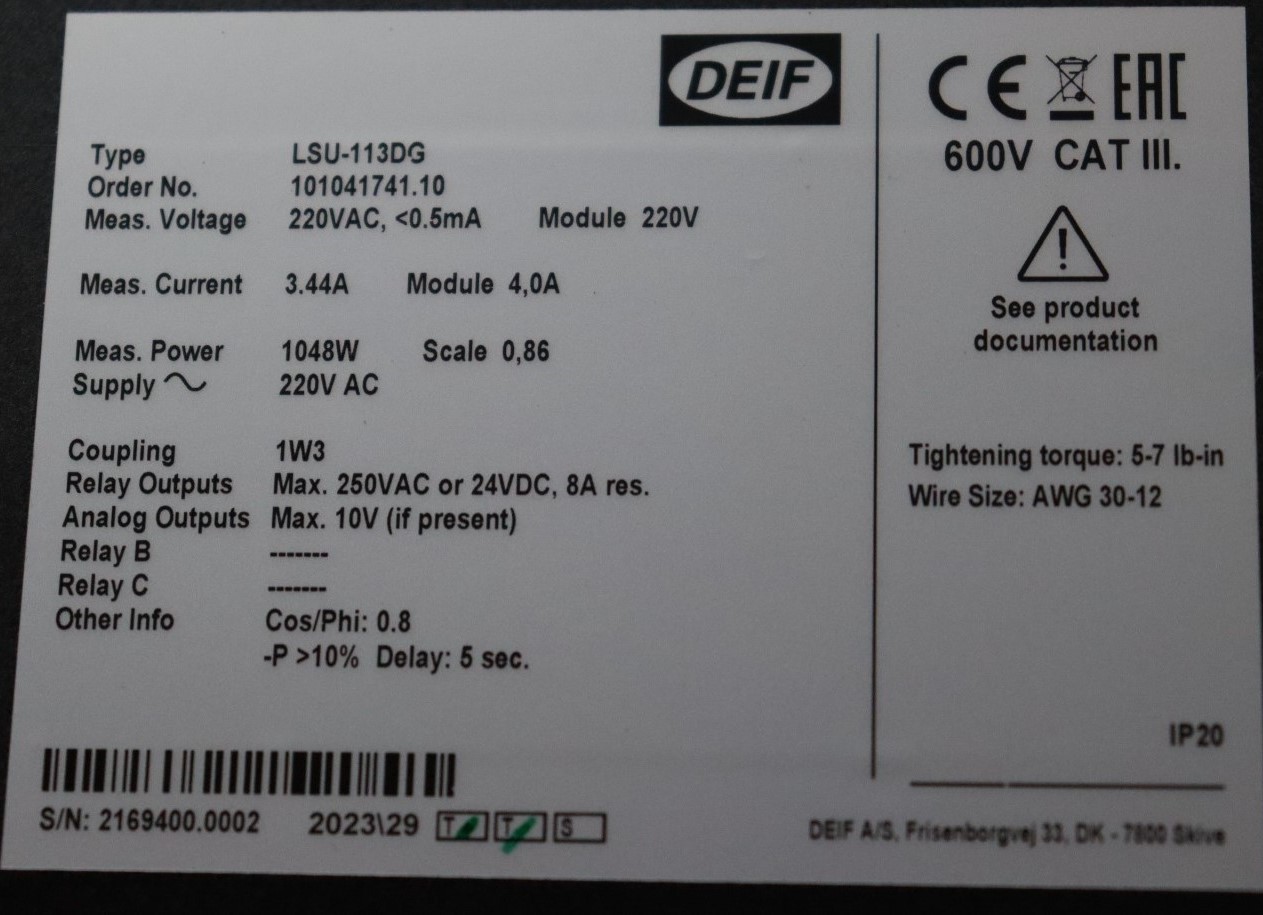 DEIF
Type LSU-113DG
Order No. 101041741.10
Meas. Voltage 220VAC, <0.5mA Module 220V
Meas. Current 3.44A Module 4,0A
Meas. Power 1048W Scale 0,86
Supply 220V AC
Coupling 1W3
Relay Outputs Max. 250VAC or 24VDC, 8A res.
Analog Outputs Max. 10V (if present)
Relay B -------
Relay C -------
Other Info Cos/Phi: 0.8
-P >10% Delay: 5 sec.
S/N: 2169400.0002 2023\29 T T S
CE EAC
600V CAT III.
!
See product
documentation
Tightening torque: 5-7 lb-in
Wire Size: AWG 30-12
IP20
DEIF A/S, Frisenborgvej 33, DK - 7800 Skive